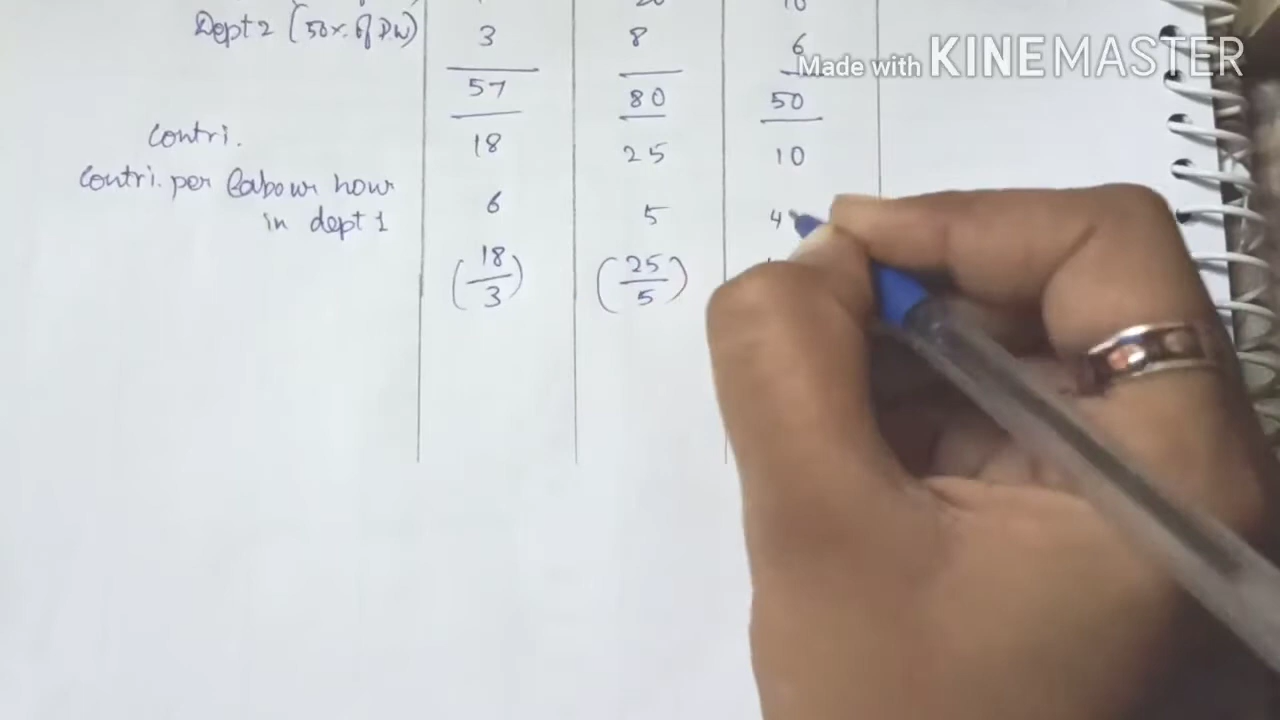 Dept 2 (50%. of D.W) 3 8 6
Made with KINEMASTER
57 80 50
Contri. 18 25 10
Contri. per labour hour
in dept 1 6 5 4
(18/3) (25/5)